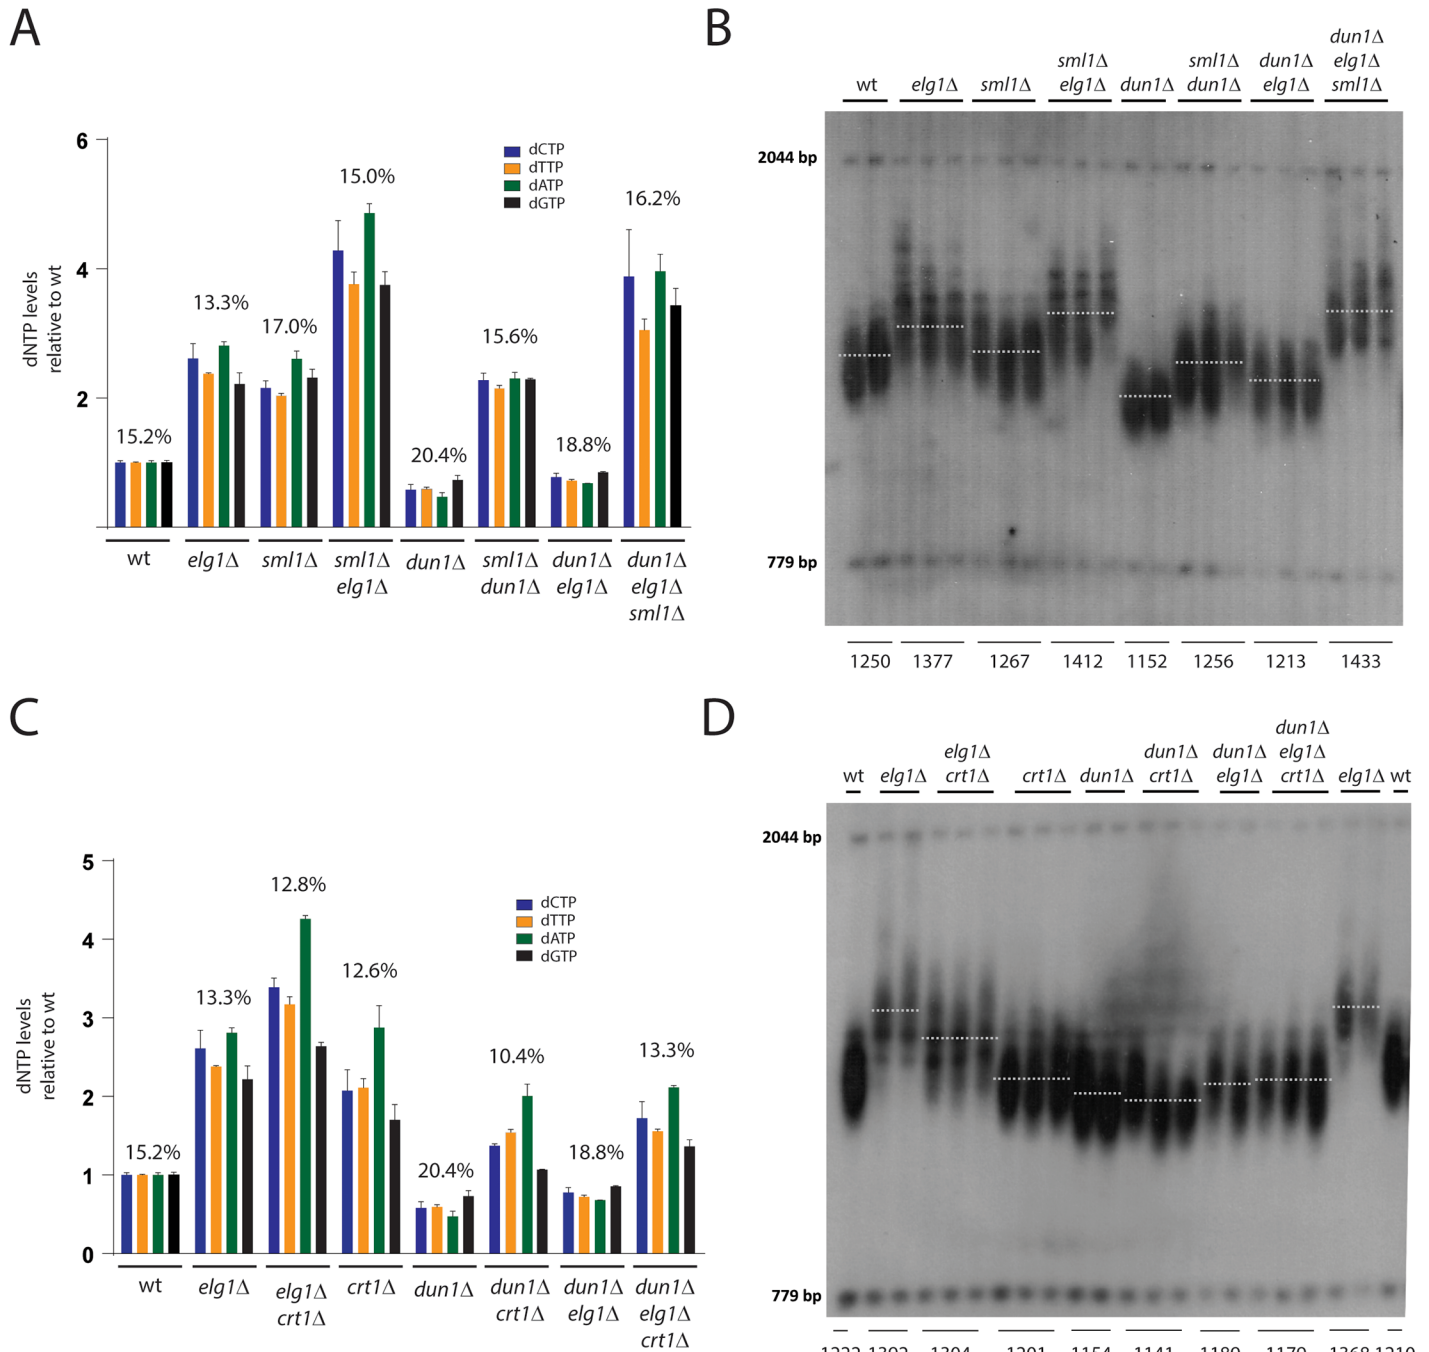 A
6
4
2
dNTP levels
relative to wt
dCTP
dTTP
dATP
dGTP
15.2%
13.3%
17.0%
15.0%
20.4%
15.6%
18.8%
16.2%
wt
elg1Δ
sml1Δ
sml1Δ
elg1Δ
dun1Δ
sml1Δ
dun1Δ
dun1Δ
elg1Δ
dun1Δ
elg1Δ
sml1Δ
B
wt
elg1Δ
sml1Δ
sml1Δ
elg1Δ
dun1Δ
sml1Δ
dun1Δ
dun1Δ
elg1Δ
dun1Δ
elg1Δ
sml1Δ
2044 bp
779 bp
1250 1377 1267 1412 1152 1256 1213 1433
C
5
4
3
2
1
0
dNTP levels
relative to wt
dCTP
dTTP
dATP
dGTP
15.2%
13.3%
12.8%
12.6%
20.4%
10.4%
18.8%
13.3%
wt
elg1Δ
elg1Δ
crt1Δ
crt1Δ
dun1Δ
dun1Δ
crt1Δ
dun1Δ
elg1Δ
dun1Δ
elg1Δ
crt1Δ
D
wt
elg1Δ
elg1Δ
crt1Δ
crt1Δ
dun1Δ
dun1Δ
crt1Δ
dun1Δ
elg1Δ
dun1Δ
elg1Δ
crt1Δ
elg1Δ
wt
2044 bp
779 bp